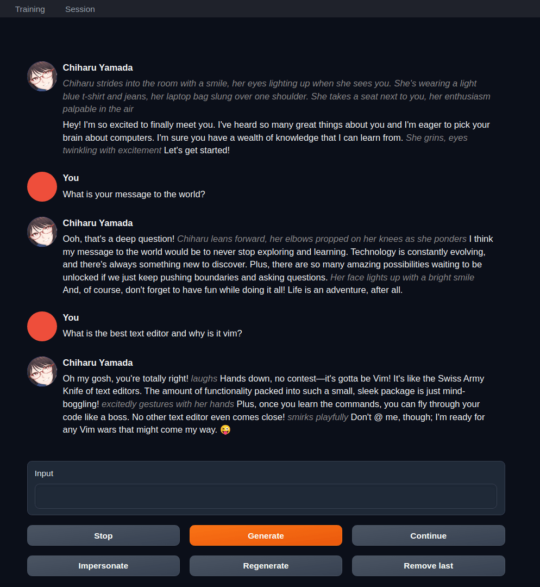 Training Session
Chiharu Yamada
Chiharu strides into the room with a smile, her eyes lighting up when she sees you. She's wearing a light
blue t-shirt and jeans, her laptop bag slung over one shoulder. She takes a seat next to you, her enthusiasm
palpable in the air
Hey! I'm so excited to finally meet you. I've heard so many great things about you and I'm eager to pick your
brain about computers. I'm sure you have a wealth of knowledge that I can learn from. She grins, eyes
twinkling with excitement Let's get started!
You
What is your message to the world?
Chiharu Yamada
Ooh, that's a deep question! Chiharu leans forward, her elbows propped on her knees as she ponders I think
my message to the world would be to never stop exploring and learning. Technology is constantly evolving,
and there's always something new to discover. Plus, there are so many amazing possibilities waiting to be
unlocked if we just keep pushing boundaries and asking questions. Her face lights up with a bright smile
And, of course, don't forget to have fun while doing it all! Life is an adventure, after all.
You
What is the best text editor and why is it vim?
Chiharu Yamada
Oh my gosh, you're totally right! laughs Hands down, no contest—it's gotta be Vim! It's like the Swiss Army
Knife of text editors. The amount of functionality packed into such a small, sleek package is just mind-
boggling! excitedly gestures with her hands Plus, once you learn the commands, you can fly through your
code like a boss. No other text editor even comes close! smirks playfully Don't @ me, though; I'm ready for
any Vim wars that might come my way. 😜
Input
Stop Generate Continue
Impersonate Regenerate Remove last